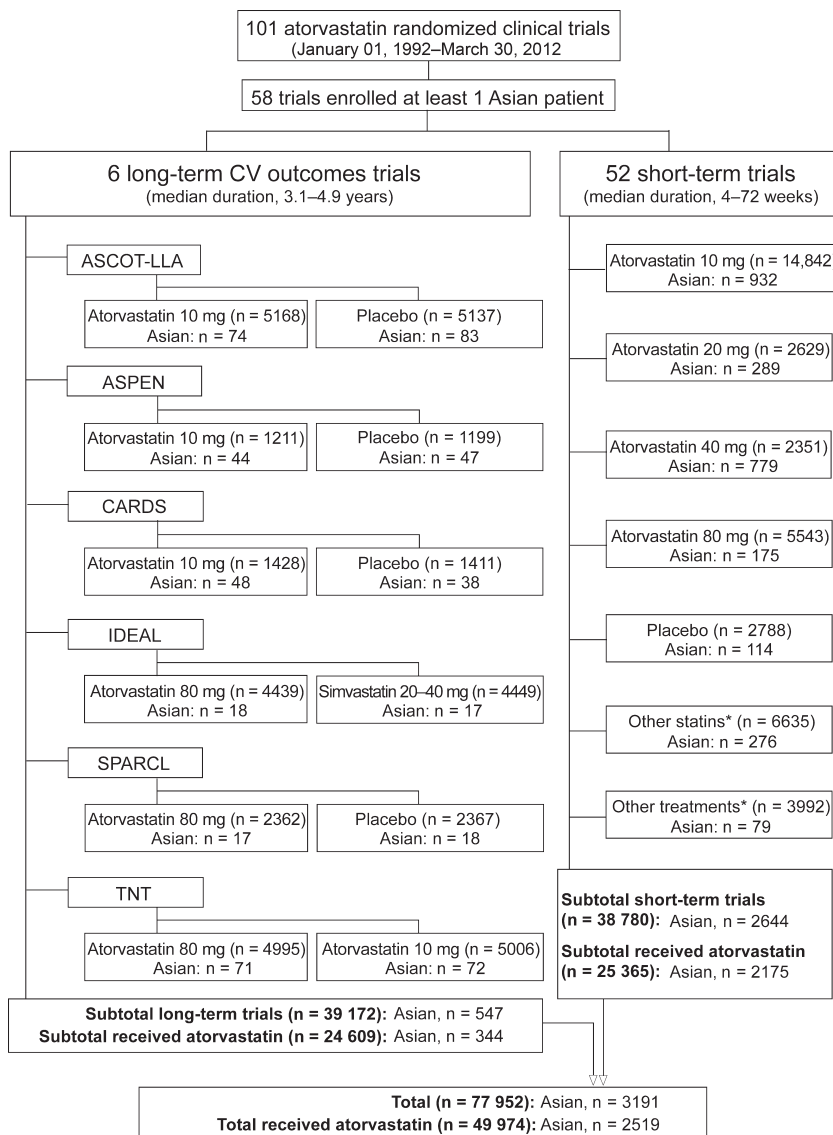 101 atorvastatin randomized clinical trials
(January 01, 1992–March 30, 2012
58 trials enrolled at least 1 Asian patient
6 long-term CV outcomes trials
(median duration, 3.1–4.9 years)
ASCOT-LLA
Atorvastatin 10 mg (n = 5168)
Asian: n = 74
Placebo (n = 5137)
Asian: n = 83
ASPEN
Atorvastatin 10 mg (n = 1211)
Asian: n = 44
Placebo (n = 1199)
Asian: n = 47
CARDS
Atorvastatin 10 mg (n = 1428)
Asian: n = 48
Placebo (n = 1411)
Asian: n = 38
IDEAL
Atorvastatin 80 mg (n = 4439)
Asian: n = 18
Simvastatin 20–40 mg (n = 4449)
Asian: n = 17
SPARCL
Atorvastatin 80 mg (n = 2362)
Asian: n = 17
Placebo (n = 2367)
Asian: n = 18
TNT
Atorvastatin 80 mg (n = 4995)
Asian: n = 71
Atorvastatin 10 mg (n = 5006)
Asian: n = 72
Subtotal long-term trials (n = 39 172): Asian, n = 547
Subtotal received atorvastatin (n = 24 609): Asian, n = 344
52 short-term trials
(median duration, 4–72 weeks)
Atorvastatin 10 mg (n = 14,842
Asian: n = 932
Atorvastatin 20 mg (n = 2629)
Asian: n = 289
Atorvastatin 40 mg (n = 2351)
Asian: n = 779
Atorvastatin 80 mg (n = 5543)
Asian: n = 175
Placebo (n = 2788)
Asian: n = 114
Other statins* (n = 6635)
Asian: n = 276
Other treatments* (n = 3992)
Asian: n = 79
Subtotal short-term trials
(n = 38 780): Asian, n = 2644
Subtotal received atorvastatin
(n = 25 365): Asian, n = 2175
Total (n = 77 952): Asian, n = 3191
Total received atorvastatin (n = 49 974): Asian, n = 2519